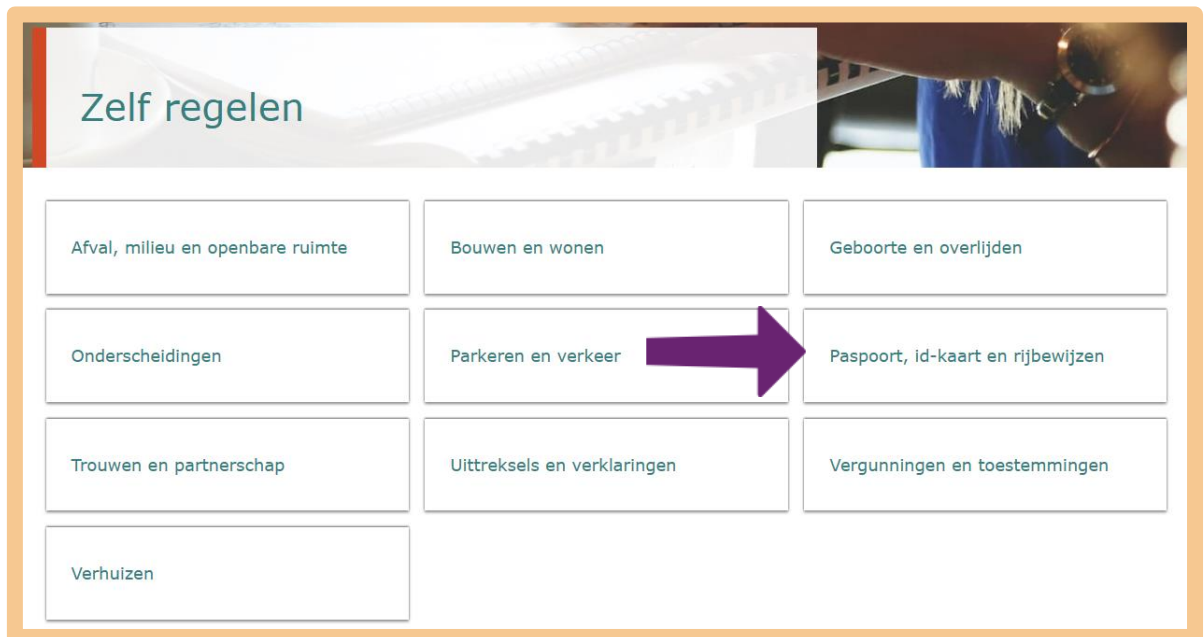 Zelf regelen
Afval, milieu en openbare ruimte
Bouwen en wonen
Geboorte en overlijden
Onderscheidingen
Parkeren en verkeer
Paspoort, id-kaart en rijbewijzen
Trouwen en partnerschap
Uittreksels en verklaringen
Vergunningen en toestemmingen
Verhuizen